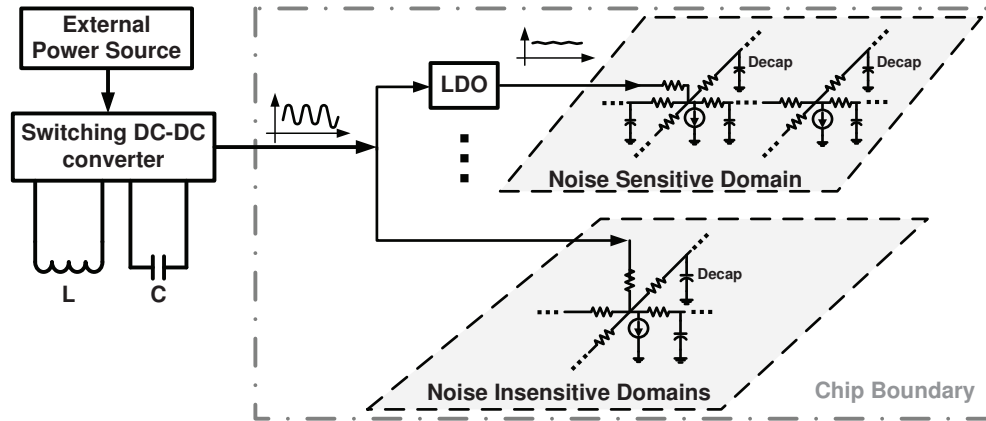 External
Power Source
Switching DC-DC
converter
L
C
LDO
Decap
Decap
Noise Sensitive Domain
Decap
Noise Insensitive Domains
Chip Boundary